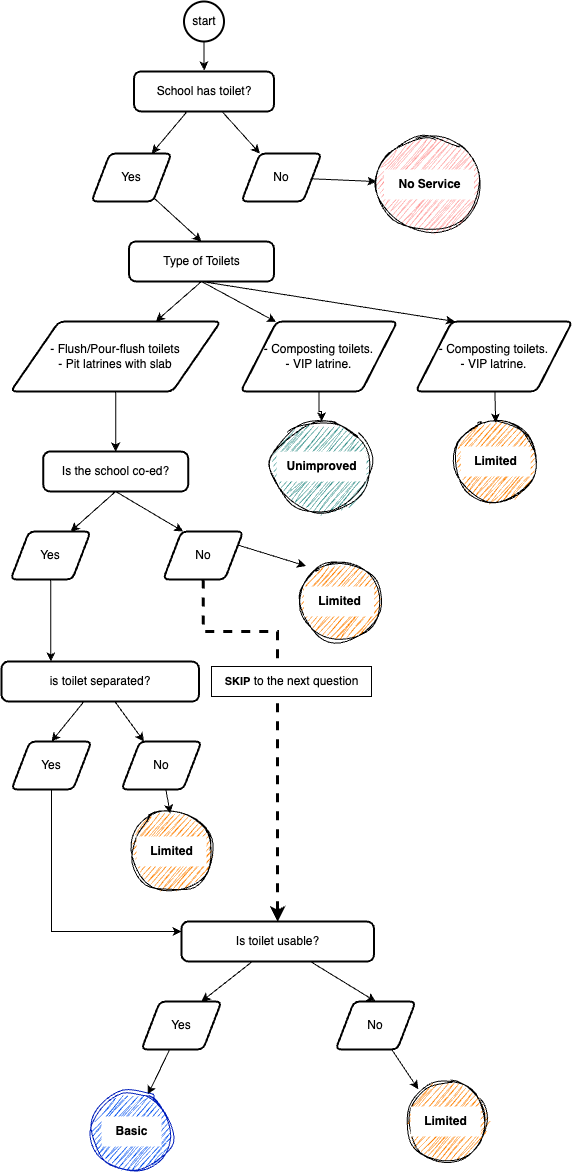 start
School has toilet?
Yes
No
No Service
Type of Toilets
- Flush/Pour-flush toilets
- Pit latrines with slab
- Composting toilets.
- VIP latrine.
- Composting toilets.
- VIP latrine.
Is the school co-ed?
Unimproved
Limited
Yes
No
Limited
is toilet separated?
SKIP to the next question
Yes
No
Limited
Is toilet usable?
Yes
No
Basic
Limited